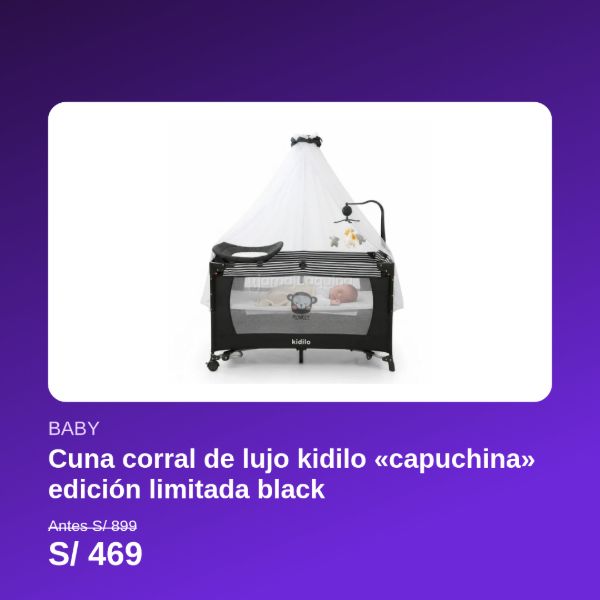 kidilo
BABY
Cuna corral de lujo kidilo «capuchina»
edición limitada black
Antes S/ 899
S/ 469